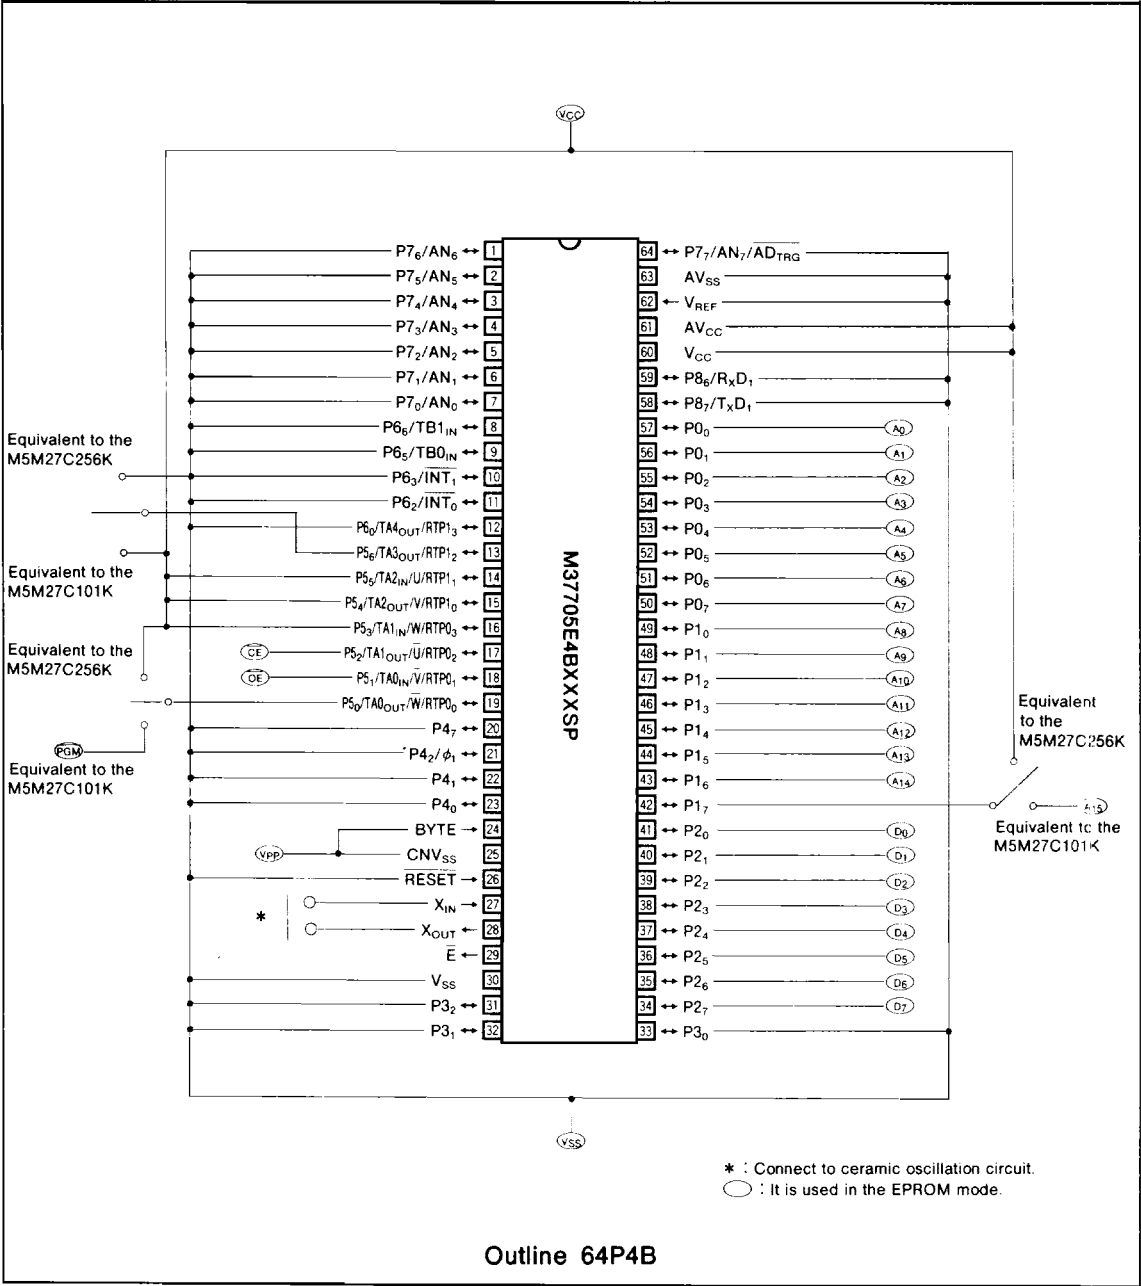 VCC
P7₆/AN₆ ↔ 1
P7₅/AN₅ ↔ 2
P7₄/AN₄ ↔ 3
P7₃/AN₃ ↔ 4
P7₂/AN₂ ↔ 5
P7₁/AN₁ ↔ 6
P7₀/AN₀ ↔ 7
P6₆/TB1IN ↔ 8
P6₅/TB0IN ↔ 9
P6₃/INT₁ ↔ 10
P6₂/INT₀ ↔ 11
P6₀/TA4OUT/RTP1₃ ↔ 12
P5₆/TA3OUT/RTP1₂ ↔ 13
P5₅/TA2IN/U/RTP1₁ ↔ 14
P5₄/TA2OUT/V/RTP1₀ ↔ 15
P5₃/TA1IN/W/RTP0₃ ↔ 16
CE P5₂/TA1OUT/U̅/RTP0₂ ↔ 17
OE P5₁/TA0IN/V̅/RTP0₁ ↔ 18
P5₀/TA0OUT/W̅/RTP0₀ ↔ 19
P4₇ ↔ 20
P4₂/φ₁ ↔ 21
P4₁ ↔ 22
P4₀ ↔ 23
BYTE → 24
VPP CNVSS 25
RESET → 26
XIN → 27
* XOUT ← 28
E̅ ← 29
VSS 30
P3₂ ↔ 31
P3₁ ↔ 32
Equivalent to the
M5M27C256K
Equivalent to the
M5M27C101K
Equivalent to the
M5M27C256K
PGM
Equivalent to the
M5M27C101K
M37705E4BXXXSP
64 ↔ P7₇/AN₇/ADTRG
63 AVSS
62 ← VREF
61 AVCC
60 VCC
59 ↔ P8₆/RXD₁
58 ↔ P8₇/TXD₁
57 ↔ P0₀ A0
56 ↔ P0₁ A1
55 ↔ P0₂ A2
54 ↔ P0₃ A3
53 ↔ P0₄ A4
52 ↔ P0₅ A5
51 ↔ P0₆ A6
50 ↔ P0₇ A7
49 ↔ P1₀ A8
48 ↔ P1₁ A9
47 ↔ P1₂ A10
46 ↔ P1₃ A11
45 ↔ P1₄ A12
44 ↔ P1₅ A13
43 ↔ P1₆ A14
42 ↔ P1₇ A15
41 ↔ P2₀ D0
40 ↔ P2₁ D1
39 ↔ P2₂ D2
38 ↔ P2₃ D3
37 ↔ P2₄ D4
36 ↔ P2₅ D5
35 ↔ P2₆ D6
34 ↔ P2₇ D7
33 ↔ P3₀
Equivalent
to the
M5M27C256K
Equivalent to the
M5M27C101K
VSS
* : Connect to ceramic oscillation circuit.
: It is used in the EPROM mode.
Outline 64P4B